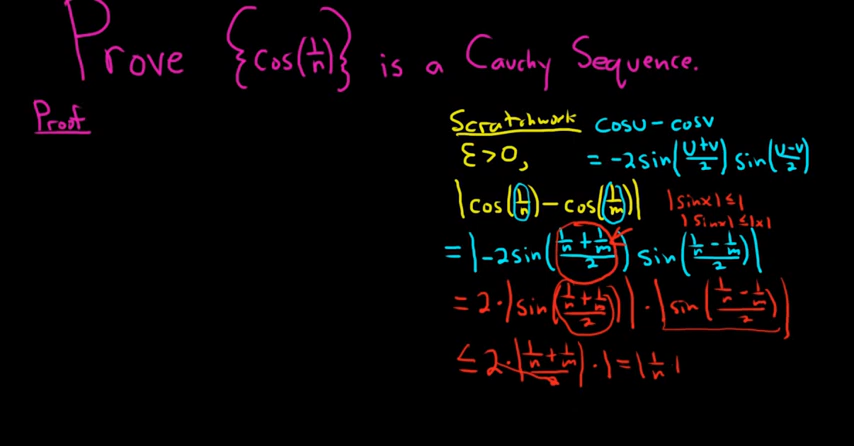 Prove {cos(1/n)} is a Cauchy Sequence.
Proof
Scratchwork
cosu - cosv
ε>0,
= -2sin((u+v)/2) sin((u-v)/2)
|cos(1/n) - cos(1/m)|
|sinx| ≤ 1
|sinx| ≤ |x|
= |-2sin((1/n + 1/m)/2) sin((1/n - 1/m)/2)|
= 2·|sin((1/n + 1/m)/2)|·|sin((1/n - 1/m)/2)|
≤ 2·|(1/n + 1/m)/2|·1 = |1/n